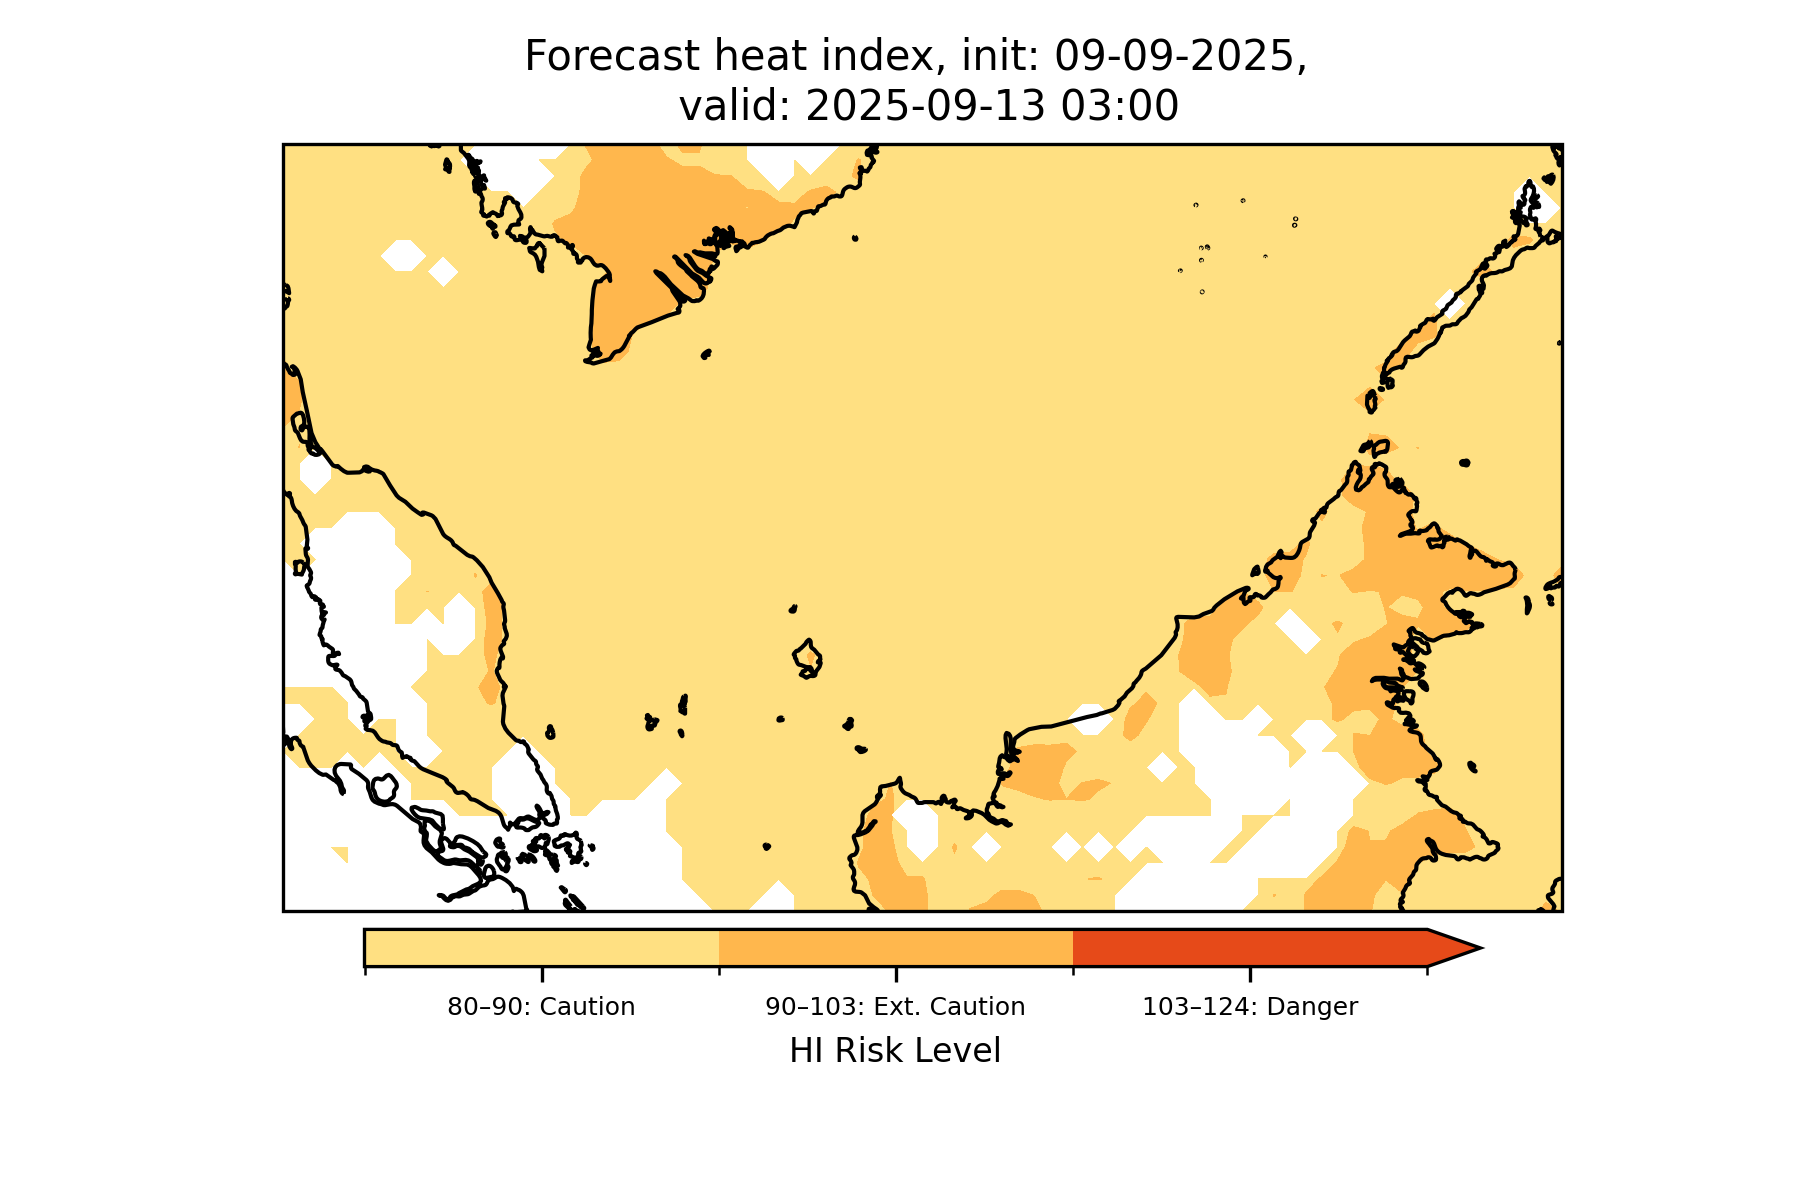 Forecast heat index, init: 09-09-2025,
valid: 2025-09-13 03:00
80–90: Caution
90–103: Ext. Caution
103–124: Danger
HI Risk Level